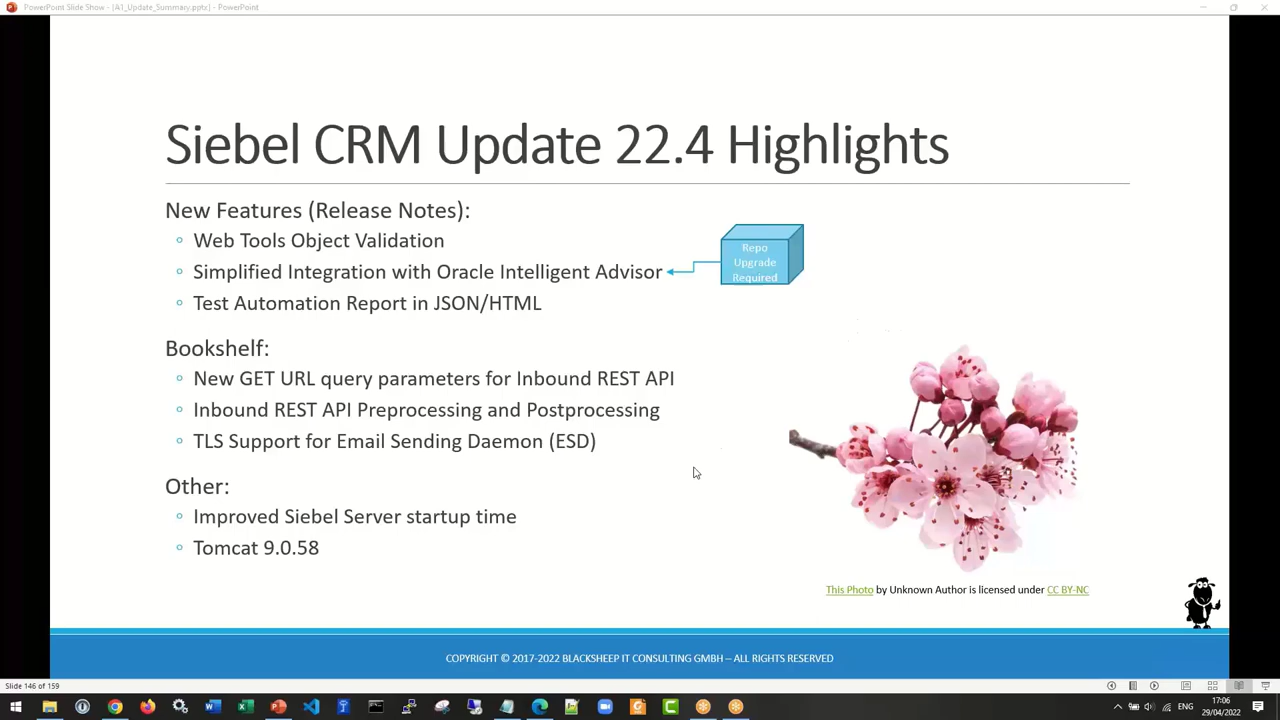 PowerPoint Slide Show - [41_Update_Summary.pptx] - PowerPoint
Siebel CRM Update 22.4 Highlights
New Features (Release Notes):
Web Tools Object Validation
Simplified Integration with Oracle Intelligent Advisor
Test Automation Report in JSON/HTML
Repo
Upgrade
Required
Bookshelf:
New GET URL query parameters for Inbound REST API
Inbound REST API Preprocessing and Postprocessing
TLS Support for Email Sending Daemon (ESD)
Other:
Improved Siebel Server startup time
Tomcat 9.0.58
This Photo by Unknown Author is licensed under CC BY-NC
COPYRIGHT © 2017-2022 BLACKSHEEP IT CONSULTING GMBH – ALL RIGHTS RESERVED
Slide 146 of 159
ENG
17:06
29/04/2022